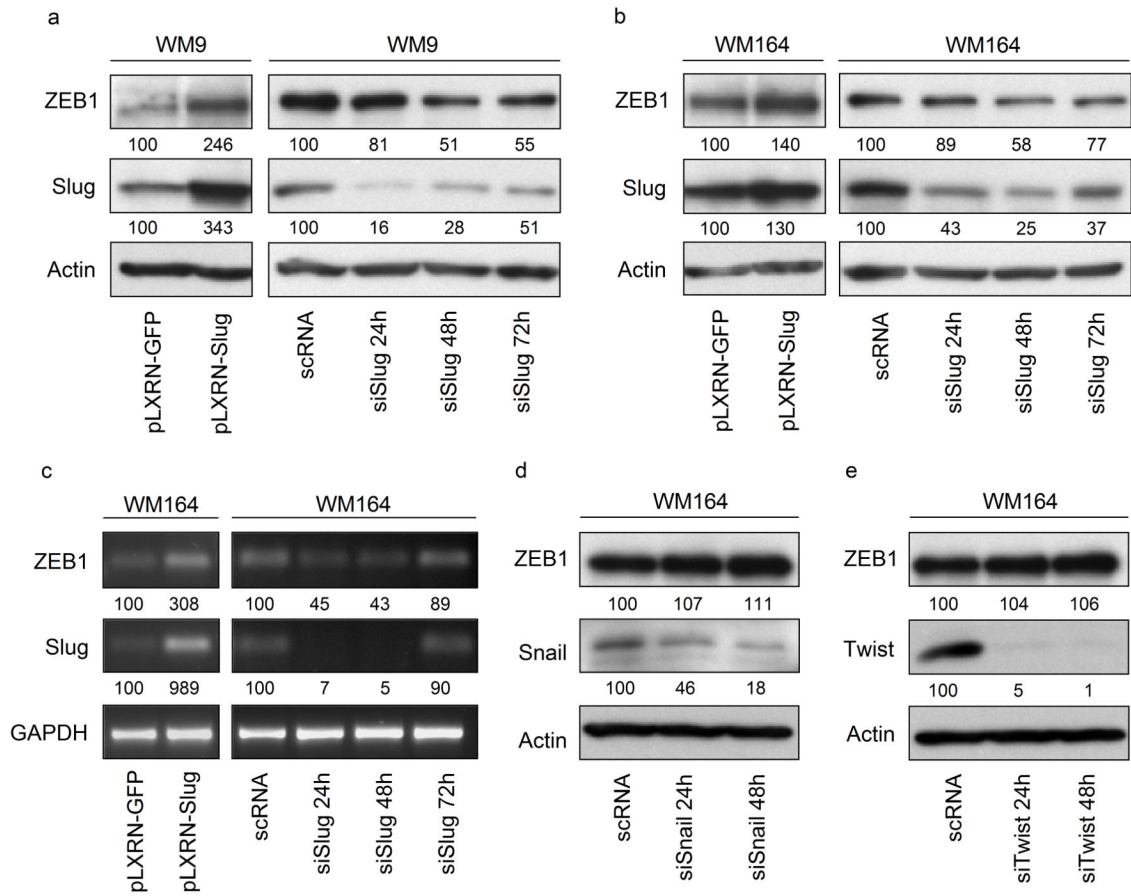 a
WM9 WM9
ZEB1
100 246 100 81 51 55
Slug
100 343 100 16 28 51
Actin
pLXRN-GFP pLXRN-Slug scRNA siSlug 24h siSlug 48h siSlug 72h
b
WM164 WM164
ZEB1
100 140 100 89 58 77
Slug
100 130 100 43 25 37
Actin
pLXRN-GFP pLXRN-Slug scRNA siSlug 24h siSlug 48h siSlug 72h
c
WM164 WM164
ZEB1
100 308 100 45 43 89
Slug
100 989 100 7 5 90
GAPDH
pLXRN-GFP pLXRN-Slug scRNA siSlug 24h siSlug 48h siSlug 72h
d
WM164
ZEB1
100 107 111
Snail
100 46 18
Actin
scRNA siSnail 24h siSnail 48h
e
WM164
ZEB1
100 104 106
Twist
100 5 1
Actin
scRNA siTwist 24h siTwist 48h